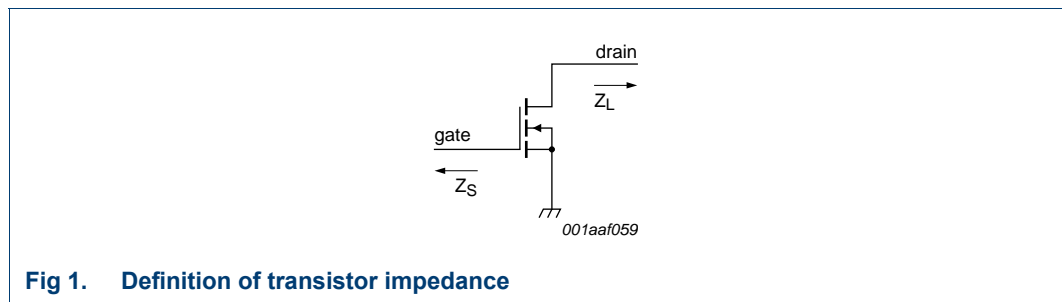 drain
Z_L
gate
Z_S
001aaf059
Fig 1. Definition of transistor impedance